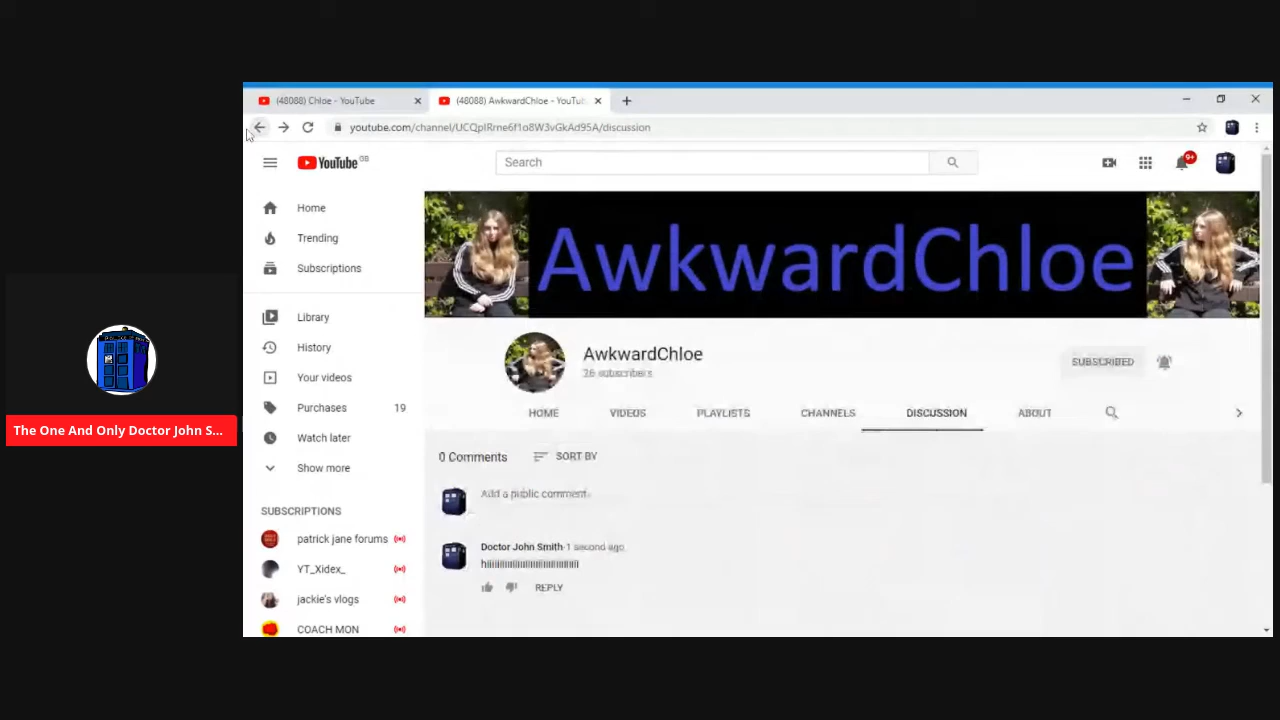 (48088) Chloe - YouTube
(48088) AwkwardChloe - YouTub
youtube.com/channel/UCQplRrne6f1o8W3vGkAd95A/discussion
YouTube GB
Search
9+
Home
Trending
Subscriptions
AwkwardChloe
Library
History
Your videos
Purchases 19
Watch later
Show more
AwkwardChloe
26 subscribers
SUBSCRIBED
HOME VIDEOS PLAYLISTS CHANNELS DISCUSSION ABOUT
0 Comments SORT BY
Add a public comment...
Doctor John Smith 1 second ago
REPLY
SUBSCRIPTIONS
patrick jane forums
YT_Xidex_
jackie's vlogs
COACH MON
The One And Only Doctor John S...